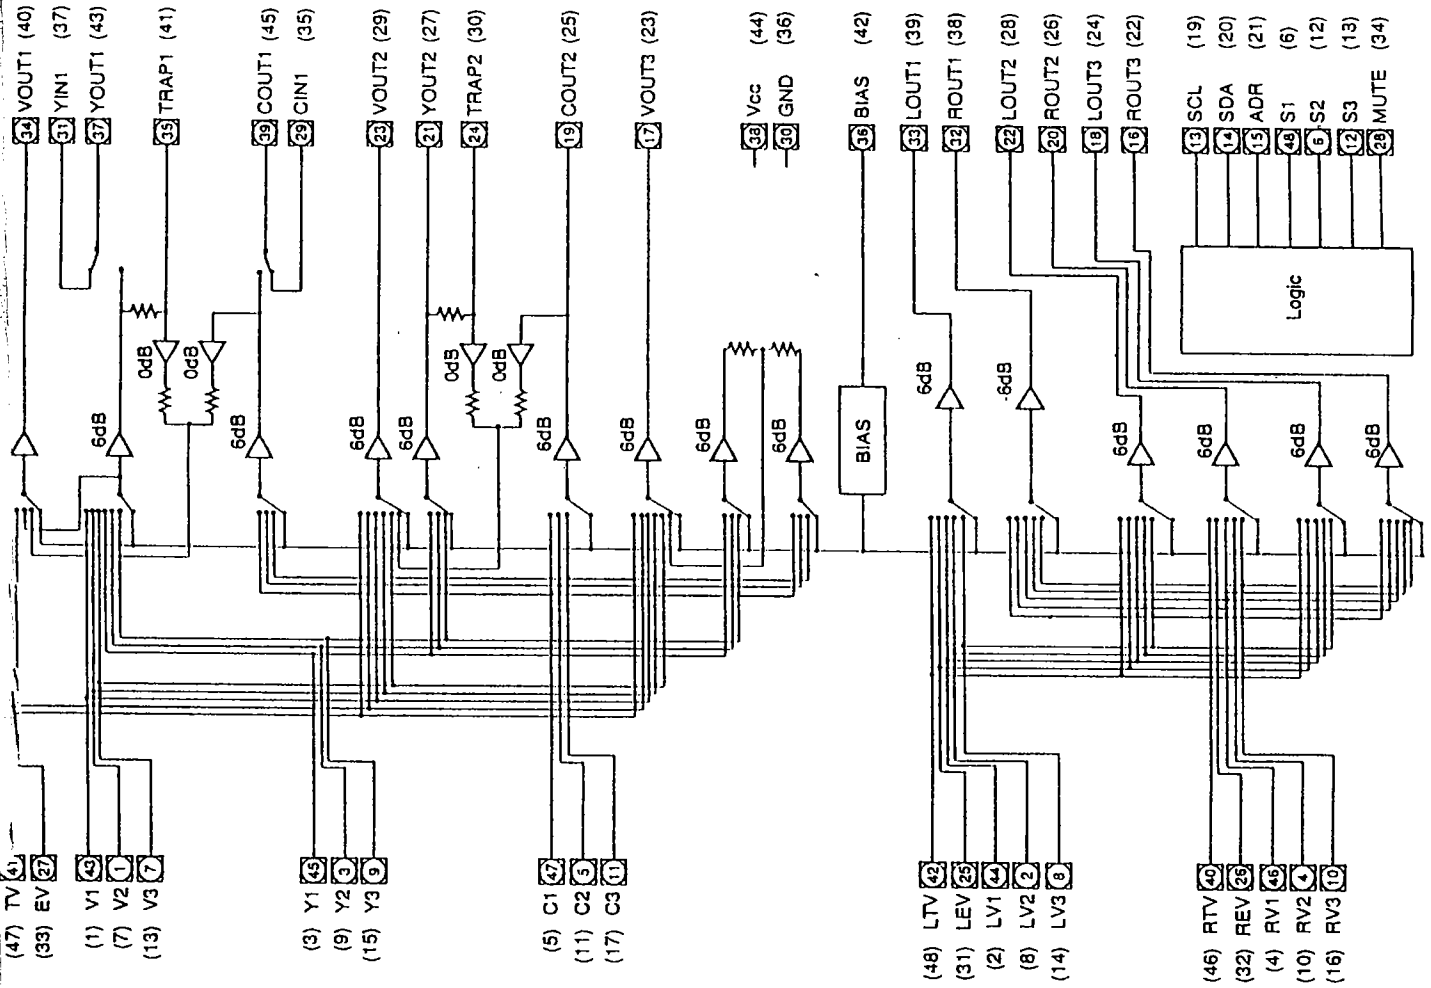 (40) VOUT1 34
(37) YIN1 31
(43) YOUT1 37
(41) TRAP1 35
(45) COUT1 39
(35) CIN1 29
(29) VOUT2 23
(27) YOUT2 21
(30) TRAP2 24
(25) COUT2 19
(23) VOUT3 17
(44) Vcc 38
(36) GND 30
(42) BIAS 36
(39) LOUT1 33
(38) ROUT1 32
(28) LOUT2 22
(26) ROUT2 20
(24) LOUT3 18
(22) ROUT3 16
(19) SCL 13
(20) SDA 14
(21) ADR 15
(6) S1 48
(12) S2 6
(13) S3 12
(34) MUTE 28
Logic
0dB
0dB
0dB
0dB
6dB
6dB
6dB
6dB
6dB
6dB
6dB
6dB
BIAS
6dB
-6dB
6dB
6dB
6dB
6dB
(47) TV 41
(33) EV 27
(1) V1 43
(7) V2 1
(13) V3 7
(3) Y1 45
(9) Y2 3
(15) Y3 9
(5) C1 47
(11) C2 5
(17) C3 11
(48) LTV 42
(31) LEV 25
(2) LV1 44
(8) LV2 2
(14) LV3 8
(46) RTV 40
(32) REV 26
(4) RV1 46
(10) RV2 4
(16) RV3 10